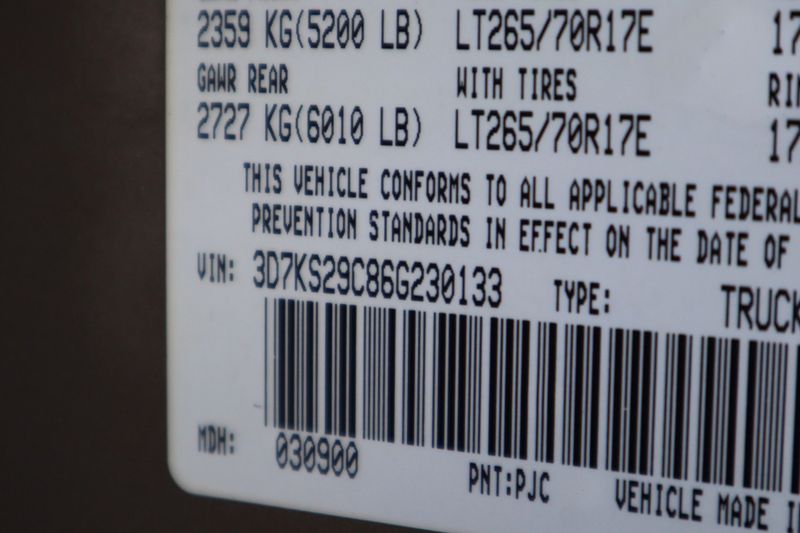 2359 KG(5200 LB) LT265/70R17E 17
GAWR REAR WITH TIRES
2727 KG(6010 LB) LT265/70R17E 17
THIS VEHICLE CONFORMS TO ALL APPLICABLE FEDERAL
PREVENTION STANDARDS IN EFFECT ON THE DATE OF
VIN: 3D7KS29C86G230133 TYPE: TRUCK
MDH: 030900
PNT:PJC VEHICLE MADE